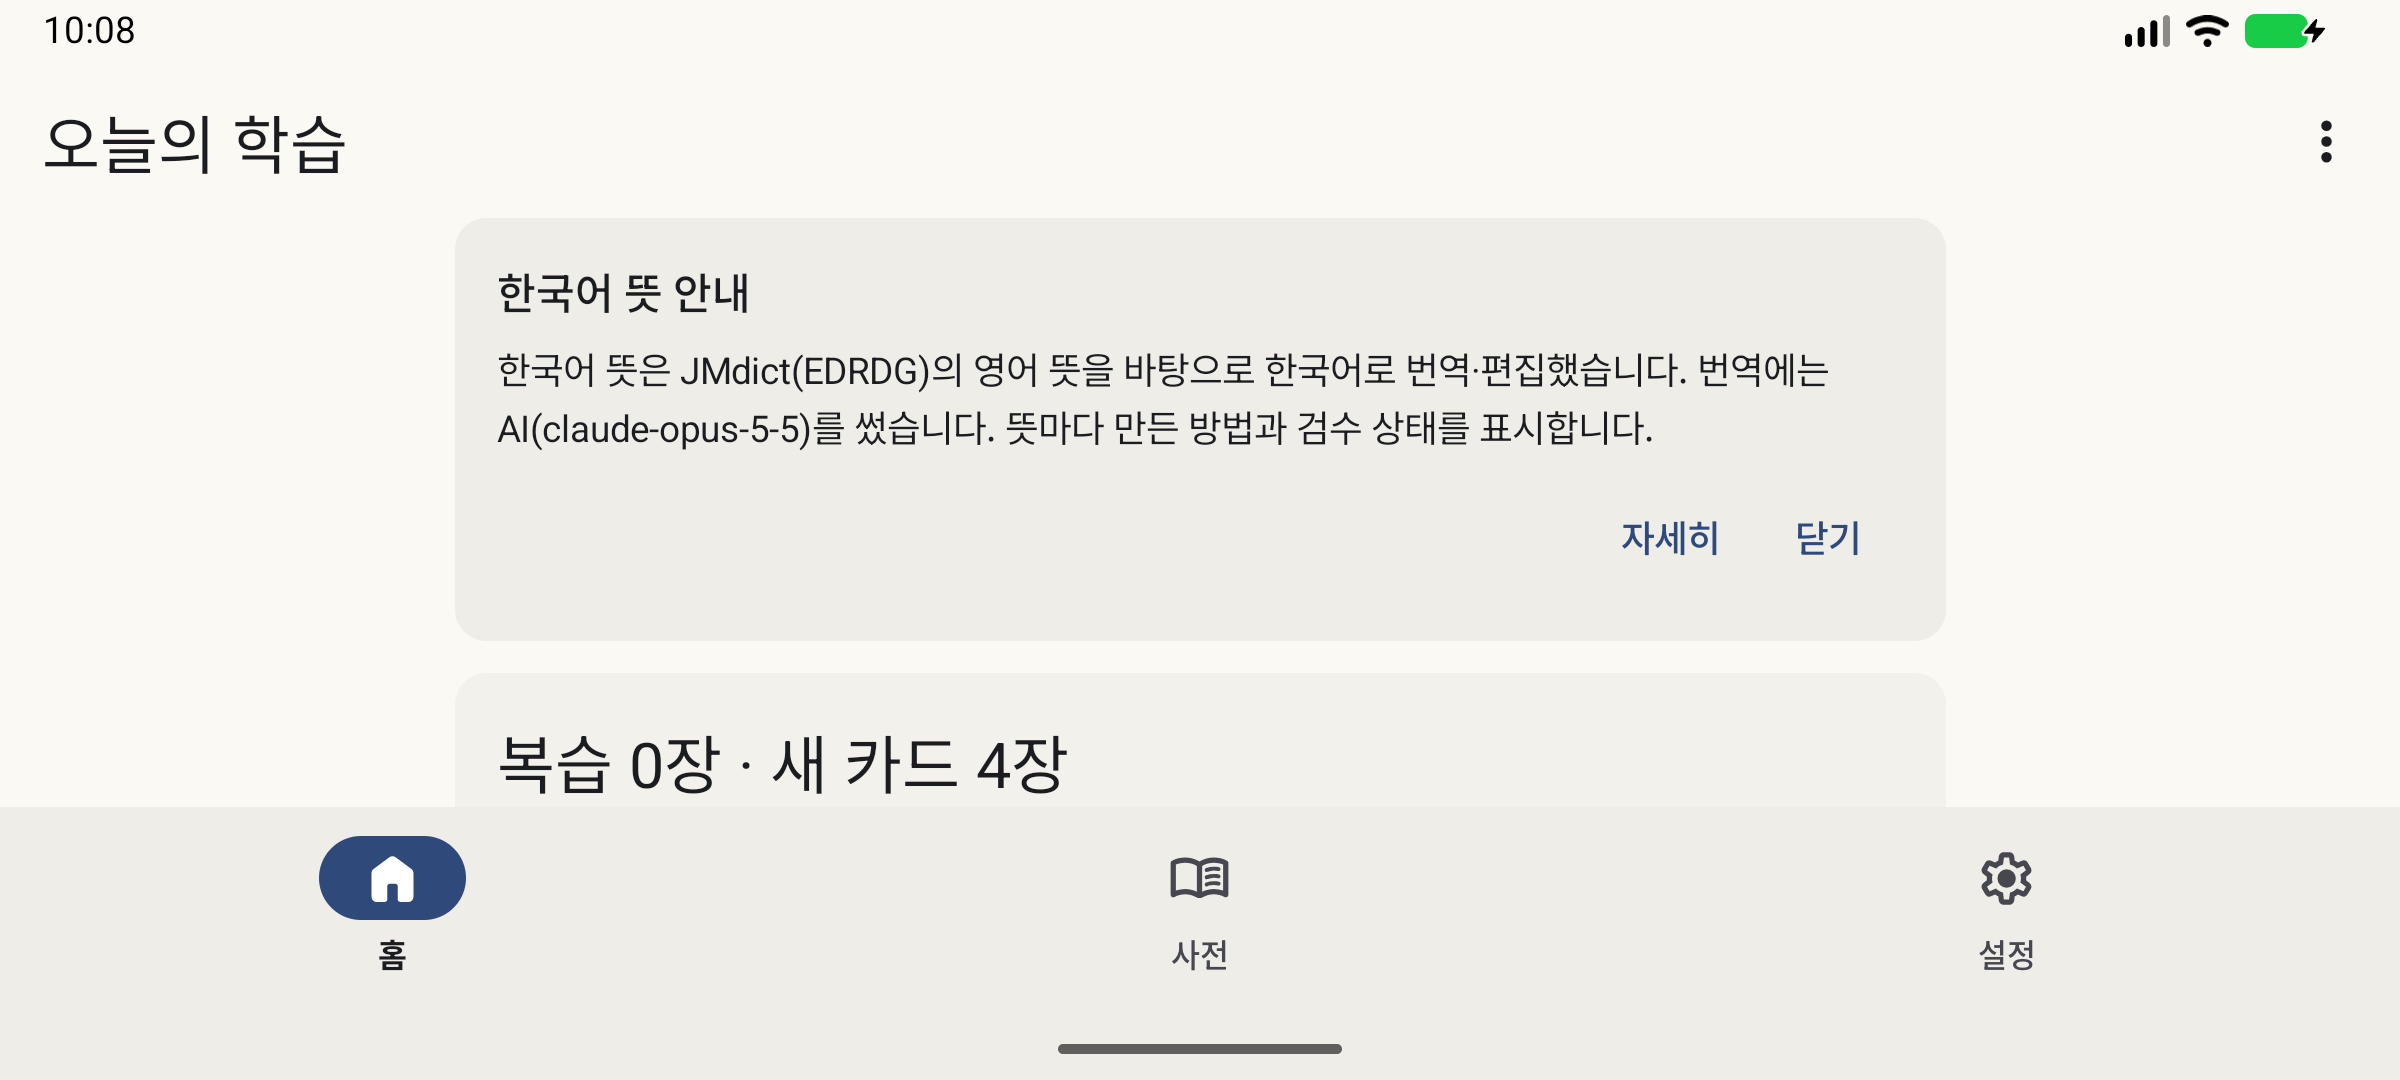 10:08
오늘의 학습
한국어 뜻 안내
한국어 뜻은 JMdict(EDRDG)의 영어 뜻을 바탕으로 한국어로 번역·편집했습니다. 번역에는
AI(claude-opus-5-5)를 썼습니다. 뜻마다 만든 방법과 검수 상태를 표시합니다.
자세히 닫기
복습 0장 · 새 카드 4장
홈 사전 설정